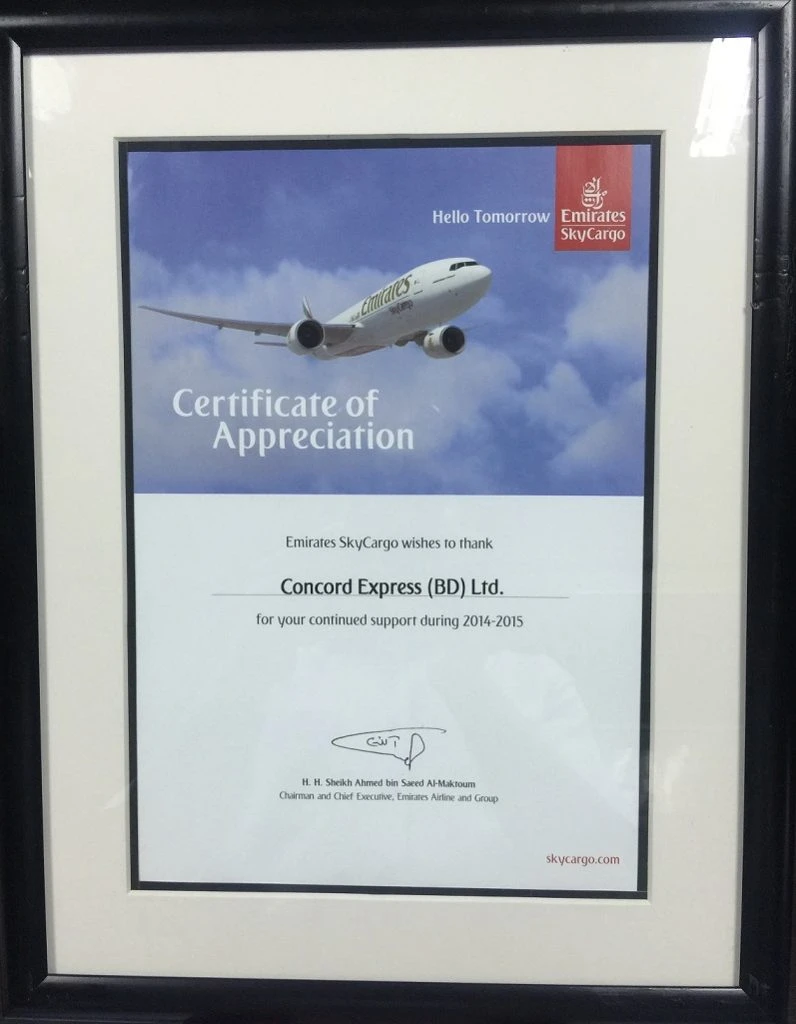 Hello Tomorrow
Emirates
SkyCargo
Emirates
SkyCargo
Certificate of
Appreciation
Emirates SkyCargo wishes to thank
Concord Express (BD) Ltd.
for your continued support during 2014-2015
H. H. Sheikh Ahmed bin Saeed Al-Maktoum
Chairman and Chief Executive, Emirates Airline and Group
skycargo.com